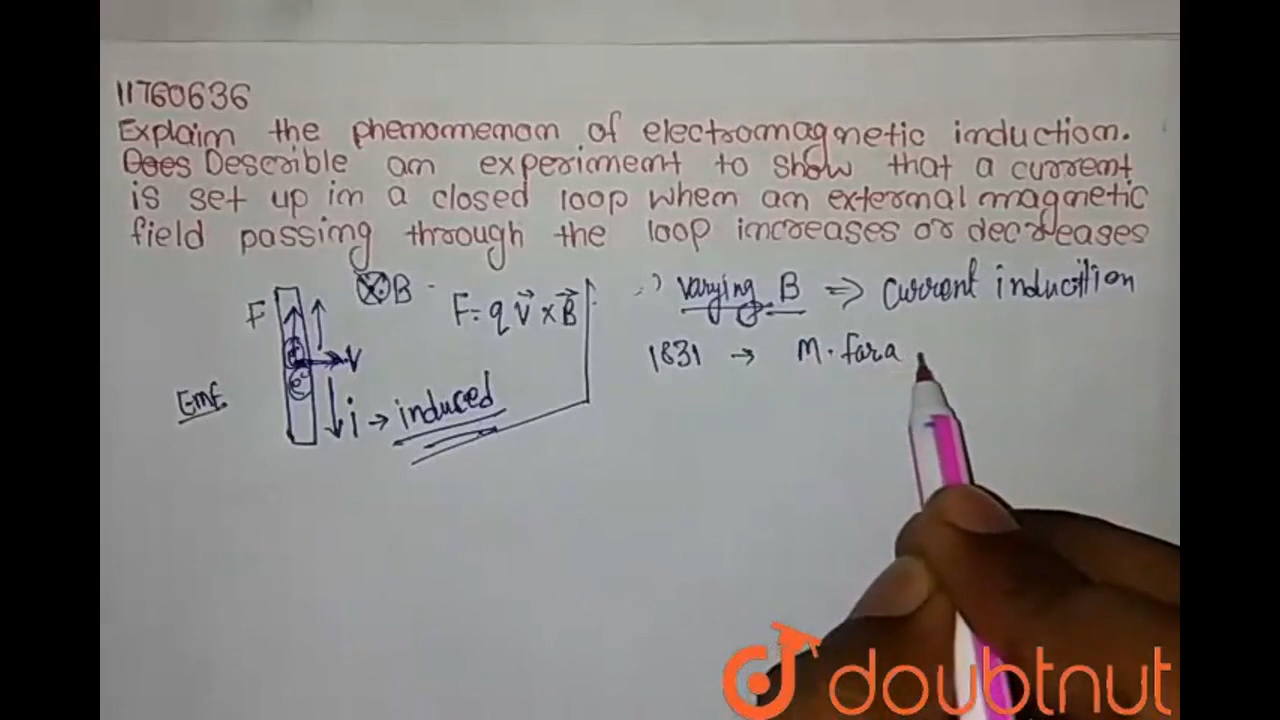 11760636
Explain the phenomenon of electromagnetic induction.
Does Describle an experiment to show that a current
is set up in a closed loop when an external magnetic
field passing through the loop increases or decreases
F
B
F = q V × B
V
e-
Emf.
i → induced
1) varying B ⇒ Current induction
1831 → M. fara
doubtnut